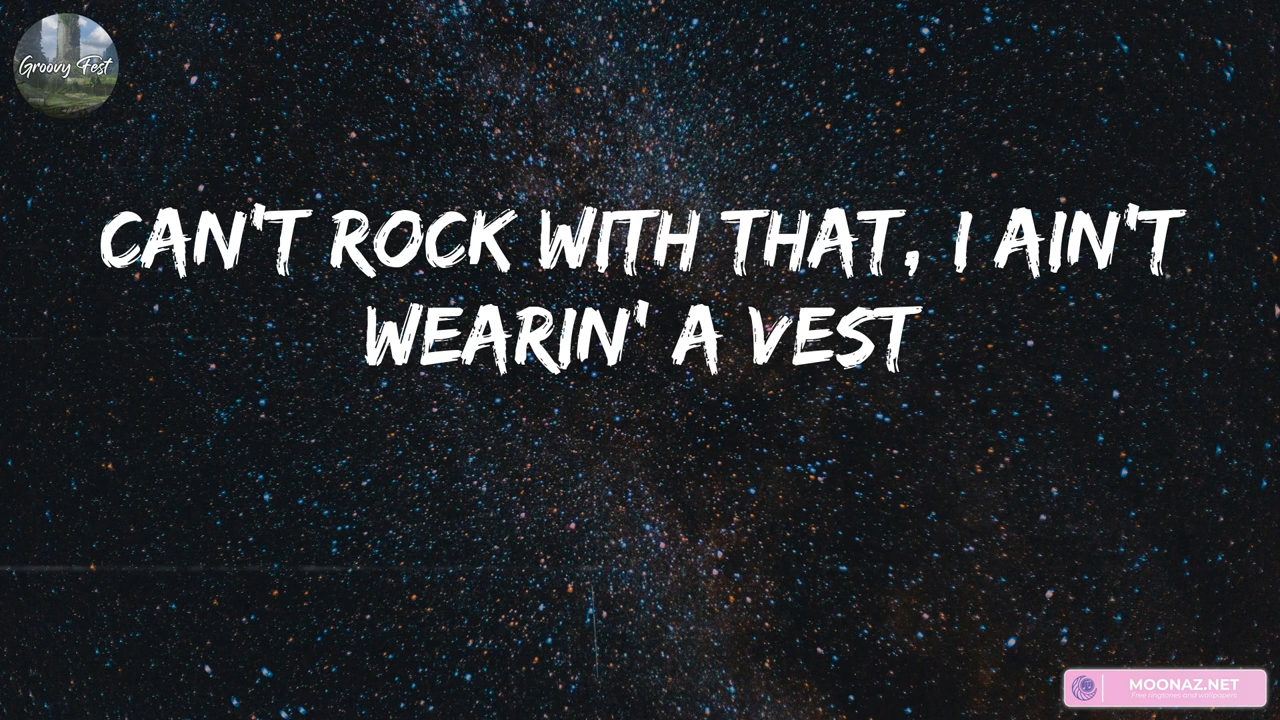 Groovy Fest
CAN'T ROCK WITH THAT, I AIN'T
WEARIN' A VEST
MOONAZ.NET
Free ringtones and wallpapers